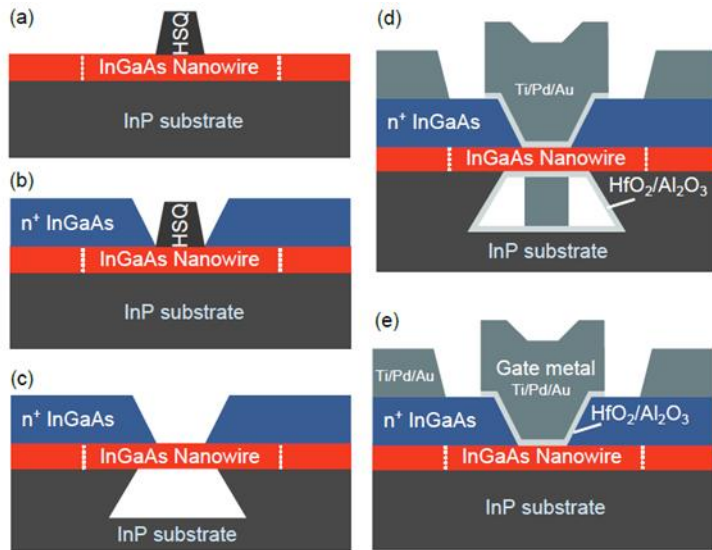 (a)
HSQ
InGaAs Nanowire
InP substrate
(b)
n⁺ InGaAs
HSQ
InGaAs Nanowire
InP substrate
(c)
n⁺ InGaAs
InGaAs Nanowire
InP substrate
(d)
Ti/Pd/Au
n⁺ InGaAs
InGaAs Nanowire
HfO₂/Al₂O₃
InP substrate
(e)
Ti/Pd/Au
Gate metal
Ti/Pd/Au
n⁺ InGaAs
HfO₂/Al₂O₃
InGaAs Nanowire
InP substrate